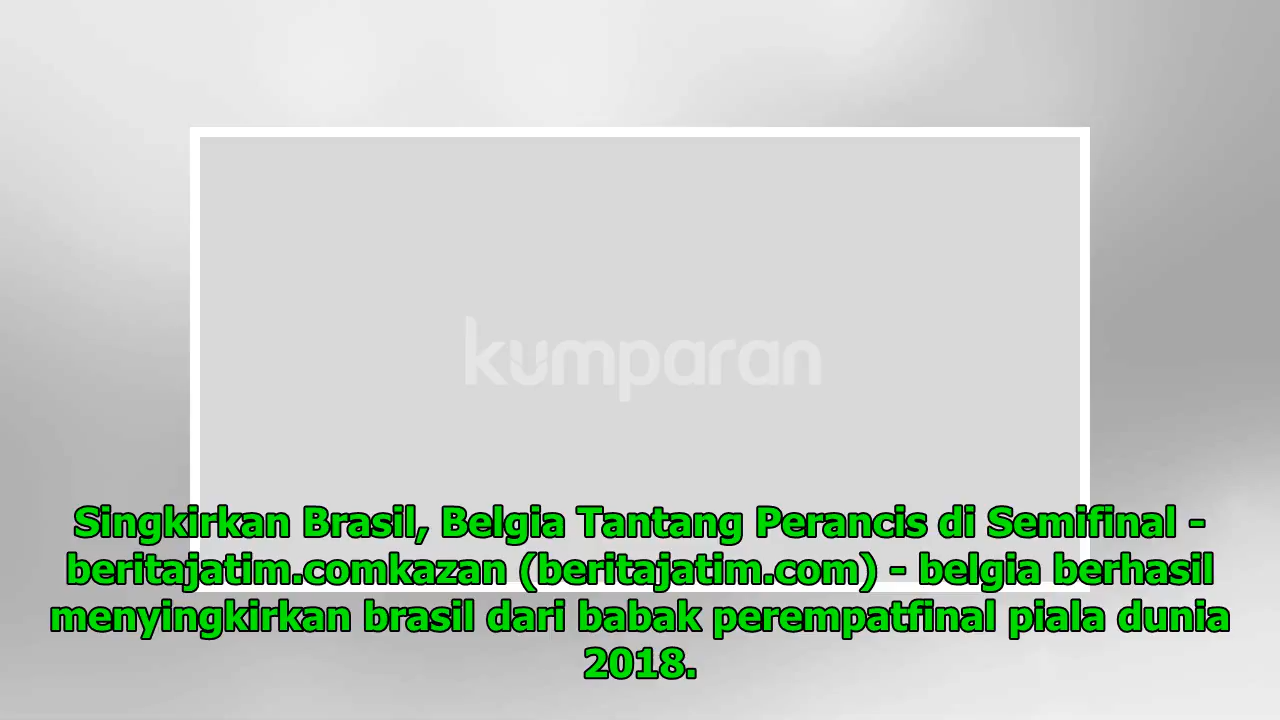 kumparan
Singkirkan Brasil, Belgia Tantang Perancis di Semifinal -
beritajatim.comkazan (beritajatim.com) - belgia berhasil
menyingkirkan brasil dari babak perempatfinal piala dunia
2018.